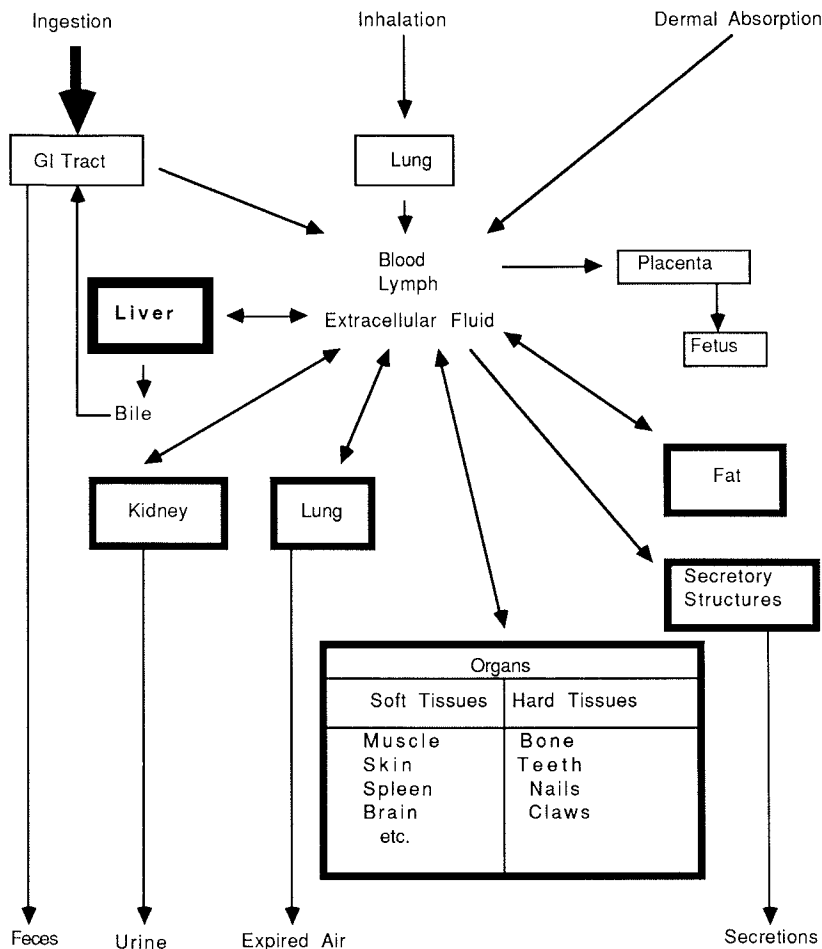 Ingestion
Inhalation
Dermal Absorption
GI Tract
Lung
Blood
Lymph
Extracellular Fluid
Placenta
Fetus
Liver
Bile
Kidney
Lung
Fat
Secretory
Structures
Organs
Soft Tissues
Hard Tissues
Muscle
Skin
Spleen
Brain
etc.
Bone
Teeth
Nails
Claws
Feces
Urine
Expired Air
Secretions